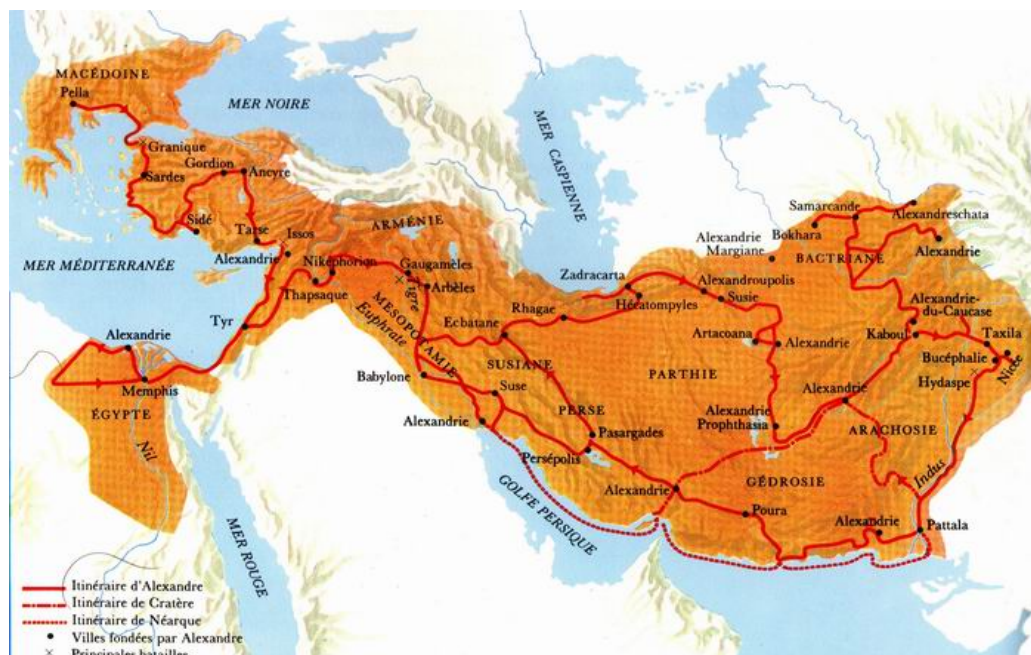 MACÉDOINE
Pella
MER NOIRE
Granique
Gordion
Ancyre
Sardes
Sidé
Tarse
Issos
ARMÉNIE
MER CASPIENNE
Samarcande
Alexandreschata
Bokhara
Alexandrie
Margiane
BACTRIANE
Alexandrie
MER MÉDITERRANÉE
Alexandrie
Niképhorion
Gaugamèles
Tigre
Arbèles
Thapsaque
MÉSOPOTAMIE
Euphrate
Zadracarta
Alexandroupolis
Hécatompyles
Susie
Rhagae
Alexandrie-
du-Caucase
Tyr
Ecbatane
Artacoana
Alexandrie
Kaboul
Taxila
Alexandrie
Memphis
Babylone
SUSIANE
Suse
PARTHIE
Bucéphalie
Nicée
Hydaspe
ÉGYPTE
Nil
Alexandrie
PERSE
Pasargades
Persépolis
Alexandrie
Prophthasia
Alexandrie
ARACHOSIE
Indus
MER ROUGE
GOLFE PERSIQUE
Alexandrie
GÉDROSIE
Poura
Alexandrie
Pattala
Itinéraire d'Alexandre
Itinéraire de Cratère
Itinéraire de Néarque
Villes fondées par Alexandre
Principales batailles